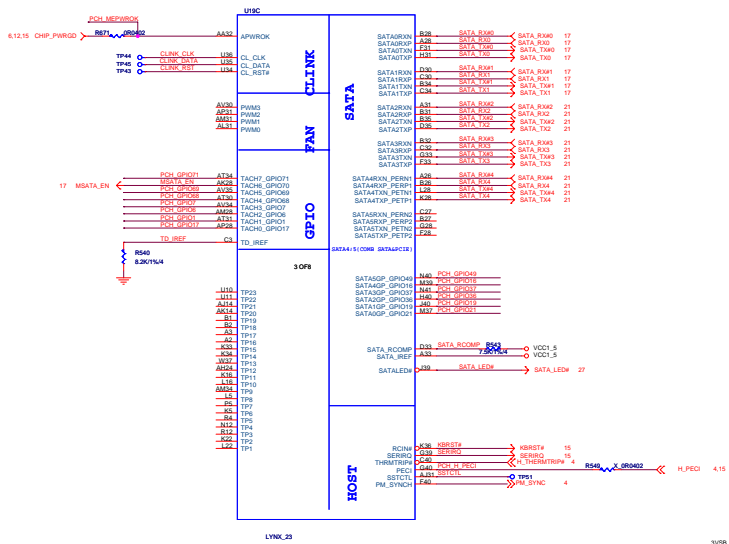 U19C
PCH_MEPWROK
6,12,15 CHIP_PWRGD R671 0R0402 AA32 APWROK
TP44 CLINK_CLK U36 CL_CLK
TP45 CLINK_DATA U35 CL_DATA
TP43 CLINK_RST U34 CL_RST#
CLINK
AV30 PWM3
AP31 PWM2
AM31 PWM1
AL31 PWM0
FAN
PCH_GPIO71 AT34 TACH7_GPIO71
17 MSATA_EN MSATA_EN AK28 TACH6_GPIO70
PCH_GPIO69 AV35 TACH5_GPIO69
PCH_GPIO68 AT30 TACH4_GPIO68
PCH_GPIO7 AV34 TACH3_GPIO7
PCH_GPIO6 AM28 TACH2_GPIO6
PCH_GPIO1 AT31 TACH1_GPIO1
PCH_GPIO17 AP28 TACH0_GPIO17
GPIO
TD_IREF C3 TD_IREF
R540
8.2K/1%/4
3 OF8
U10 TP23
U11 TP22
AJ14 TP21
AK14 TP20
B1 TP19
B2 TP18
A3 TP17
A2 TP16
K33 TP15
K34 TP14
W37 TP13
AH24 TP12
K16 TP11
L16 TP10
AM34 TP9
L5 TP8
P5 TP7
K5 TP6
R4 TP5
N12 TP4
R12 TP3
K22 TP2
L22 TP1
SATA
SATA0RXN B28 SATA_RX#0 SATA_RX#0 17
SATA0RXP A28 SATA_RX0 SATA_RX0 17
SATA0TXN F31 SATA_TX#0 SATA_TX#0 17
SATA0TXP H31 SATA_TX0 SATA_TX0 17
SATA1RXN D30 SATA_RX#1 SATA_RX#1 17
SATA1RXP C30 SATA_RX1 SATA_RX1 17
SATA1TXN B34 SATA_TX#1 SATA_TX#1 17
SATA1TXP C34 SATA_TX1 SATA_TX1 17
SATA2RXN A31 SATA_RX#2 SATA_RX#2 21
SATA2RXP B31 SATA_RX2 SATA_RX2 21
SATA2TXN B35 SATA_TX#2 SATA_TX#2 21
SATA2TXP D35 SATA_TX2 SATA_TX2 21
SATA3RXN B32 SATA_RX#3 SATA_RX#3 21
SATA3RXP C32 SATA_RX3 SATA_RX3 21
SATA3TXN G33 SATA_TX#3 SATA_TX#3 21
SATA3TXP F33 SATA_TX3 SATA_TX3 21
SATA4RXN_PERN1 A26 SATA_RX#4 SATA_RX#4 21
SATA4RXP_PERP1 B26 SATA_RX4 SATA_RX4 21
SATA4TXN_PETN1 L28 SATA_TX#4 SATA_TX#4 21
SATA4TXP_PETP1 K28 SATA_TX4 SATA_TX4 21
SATA5RXN_PERN2 C27
SATA5RXP_PERP2 B27
SATA5TXN_PETN2 G28
SATA5TXP_PETP2 F28
SATA4/5(COMB SATA&PCIE)
SATA5GP_GPIO49 N40 PCH_GPIO49
SATA4GP_GPIO16 M39 PCH_GPIO16
SATA3GP_GPIO37 N41 PCH_GPIO37
SATA2GP_GPIO36 H40 PCH_GPIO36
SATA1GP_GPIO19 J40 PCH_GPIO19
SATA0GP_GPIO21 M37 PCH_GPIO21
SATA_RCOMP D33 SATA_RCOMP R543 VCC1_5
7.5K/1%/4
SATA_IREF A33 VCC1_5
SATALED# J39 SATA_LED# SATA_LED# 27
HOST
RCIN# K36 KBRST# KBRST# 15
SERIRQ G39 SERIRQ SERIRQ 15
THRMTRIP# C40 H_THERMTRIP# 4
PECI G40 PCH_H_PECI R549 X_0R0402 H_PECI 4,15
SSTCTL AJ31 SSTCTL TP51
PM_SYNCH F40 PM_SYNC 4
LYNX_23
3VSB